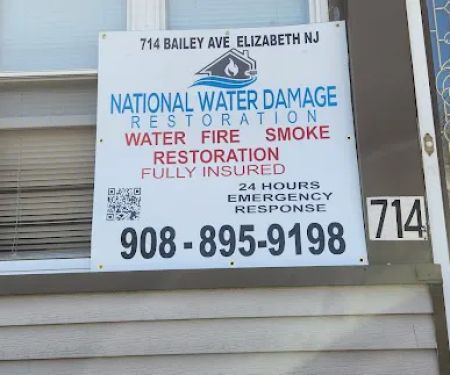 714 BAILEY AVE ELIZABETH NJ
NATIONAL WATER DAMAGE
RESTORATION
WATER FIRE SMOKE
RESTORATION
FULLY INSURED
24 HOURS
EMERGENCY
RESPONSE
908-895-9198
714